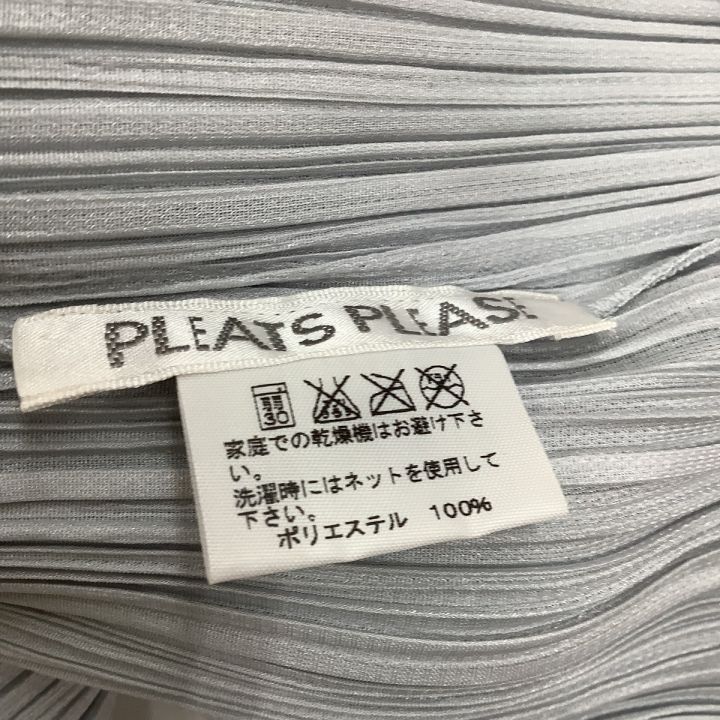 PLEATS PLEASE
30
家庭での乾燥機はお避け下さ
い。
洗濯時にはネットを使用して
下さい。
ポリエステル 100%